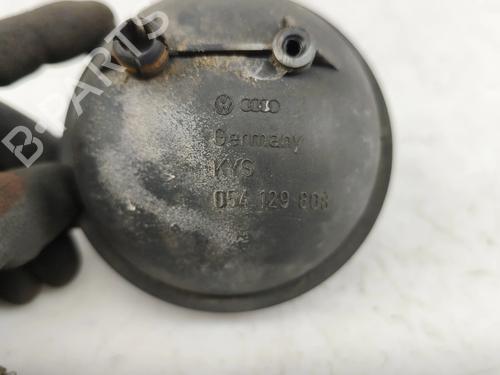 B-PARTS
Germany
KYS
054 129 808